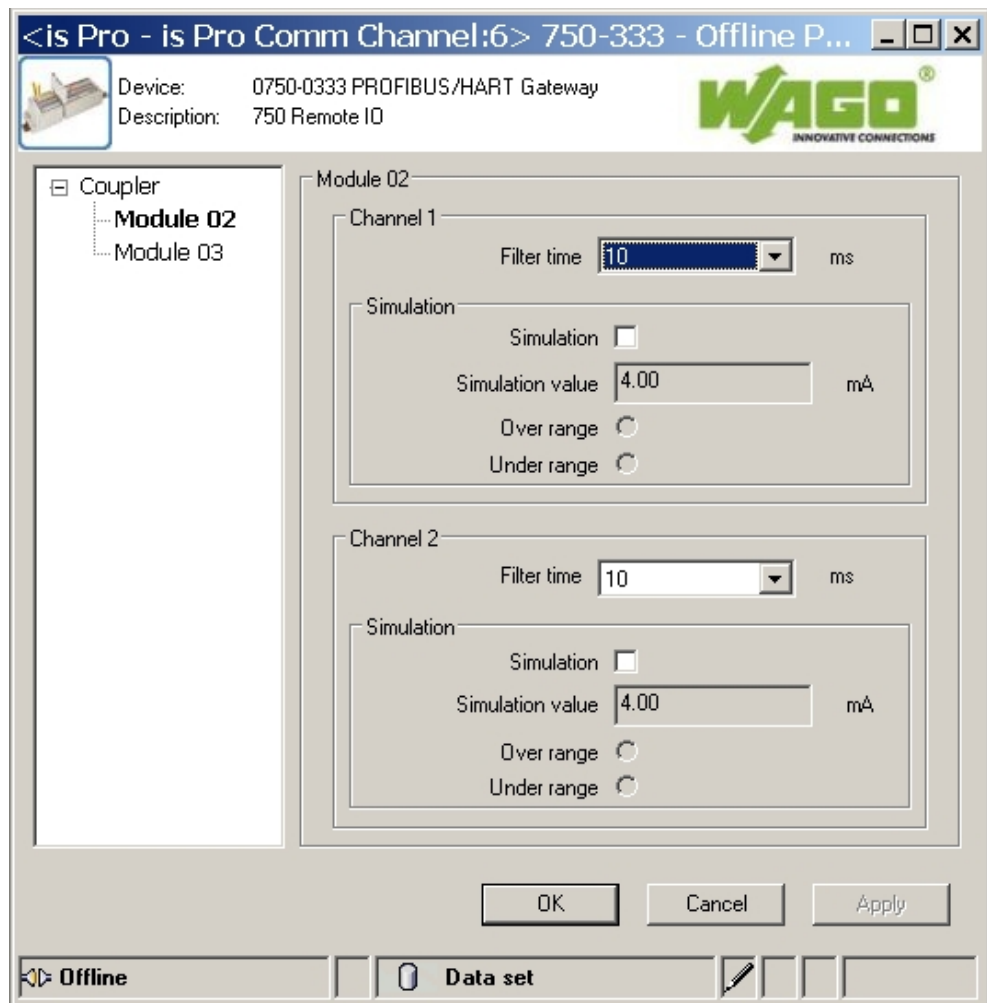 <is Pro - is Pro Comm Channel:6> 750-333 - Offline P...
Device: 0750-0333 PROFIBUS/HART Gateway
Description: 750 Remote IO
WAGO®
INNOVATIVE CONNECTIONS
Coupler
Module 02
Module 03
Module 02
Channel 1
Filter time 10 ms
Simulation
Simulation
Simulation value 4.00 mA
Over range
Under range
Channel 2
Filter time 10 ms
Simulation
Simulation
Simulation value 4.00 mA
Over range
Under range
OK Cancel Apply
Offline Data set